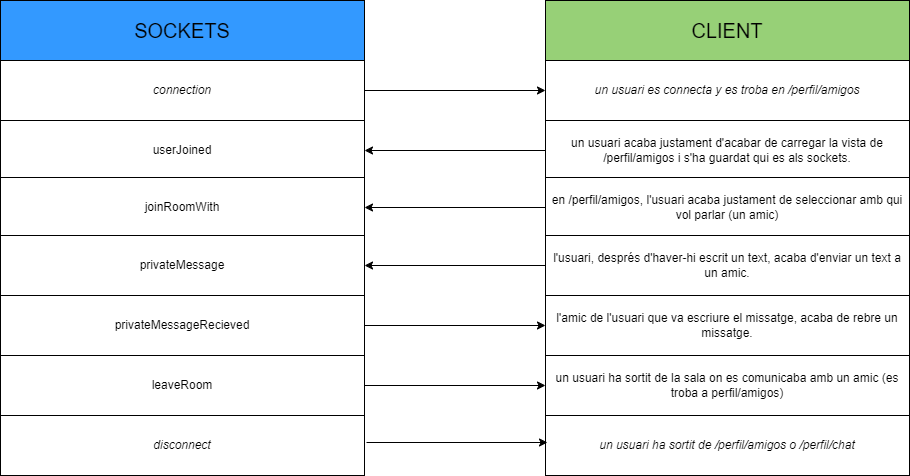 SOCKETS
CLIENT
connection
un usuari es connecta y es troba en /perfil/amigos
userJoined
un usuari acaba justament d'acabar de carregar la vista de
/perfil/amigos i s'ha guardat qui es als sockets.
joinRoomWith
en /perfil/amigos, l'usuari acaba justament de seleccionar amb qui
vol parlar (un amic)
privateMessage
l'usuari, després d'haver-hi escrit un text, acaba d'enviar un text a
un amic.
privateMessageRecieved
l'amic de l'usuari que va escriure el missatge, acaba de rebre un
missatge.
leaveRoom
un usuari ha sortit de la sala on es comunicaba amb un amic (es
troba a perfil/amigos)
disconnect
un usuari ha sortit de /perfil/amigos o /perfil/chat